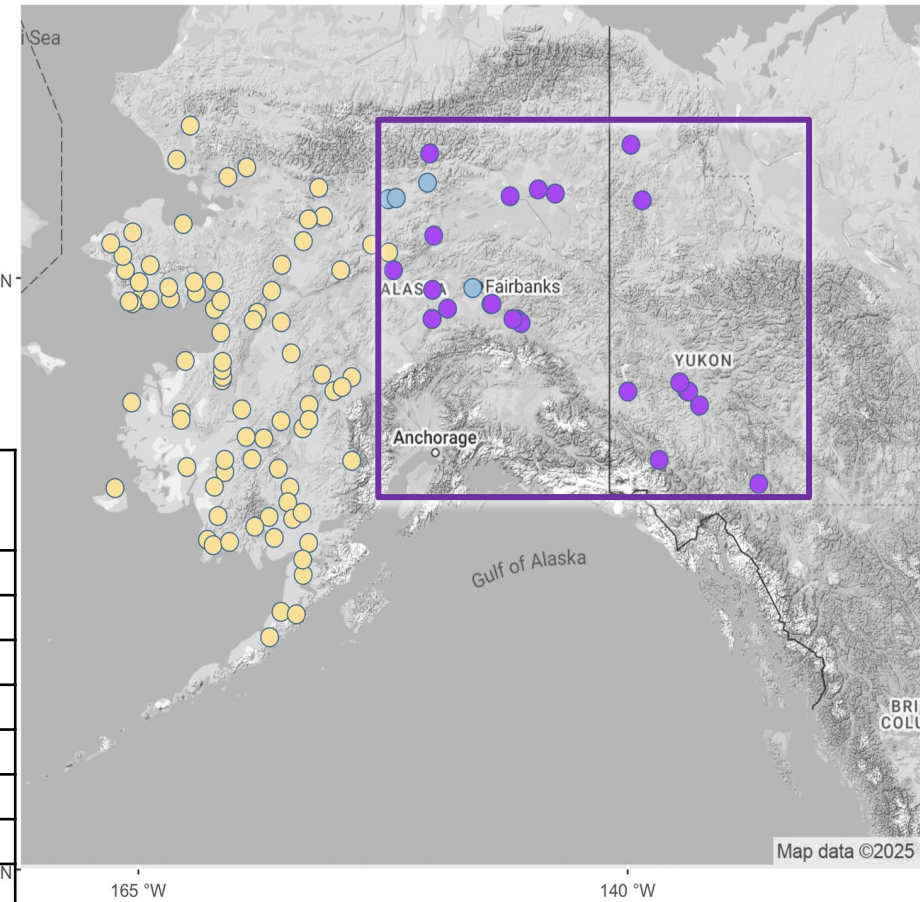 i Sea
N
ALASKA
Fairbanks
YUKON
Anchorage
Gulf of Alaska
BRI
COLU
Map data ©2025
N
165 °W
140 °W